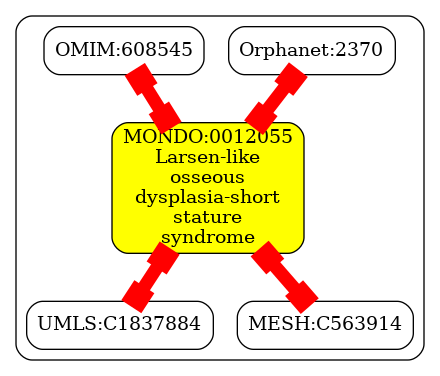 OMIM:608545
Orphanet:2370
MONDO:0012055
Larsen-like
osseous
dysplasia-short
stature
syndrome
UMLS:C1837884
MESH:C563914